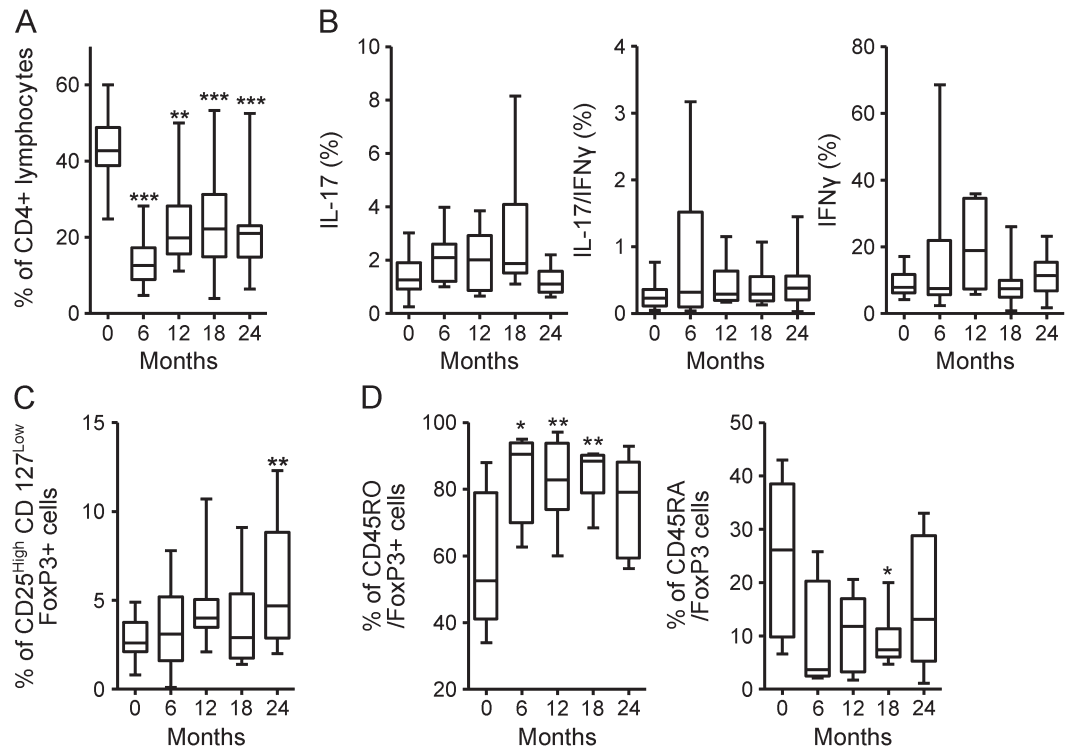 A
% of CD4+ lymphocytes
60
40
20
0
***
**
***
***
0 6 12 18 24
Months
B
IL-17 (%)
10
8
6
4
2
0
0 6 12 18 24
Months
IL-17/IFNγ (%)
4
3
2
1
0
0 6 12 18 24
Months
IFNγ (%)
80
60
40
20
0
0 6 12 18 24
Months
C
% of CD25High CD 127Low
FoxP3+ cells
15
10
5
0
**
0 6 12 18 24
Months
D
% of CD45RO
/FoxP3+ cells
100
80
60
40
20
*
**
**
0 6 12 18 24
Months
% of CD45RA
/FoxP3 cells
50
40
30
20
10
0
*
0 6 12 18 24
Months